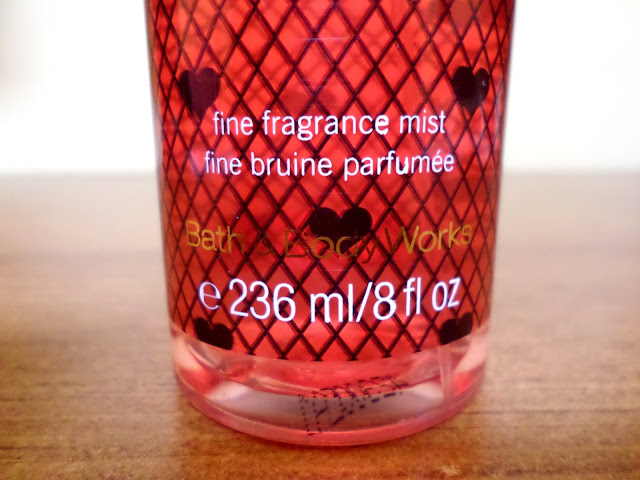 fine fragrance mist
fine bruine parfumée
Bath & Body Works
℮ 236 ml/8 fl oz